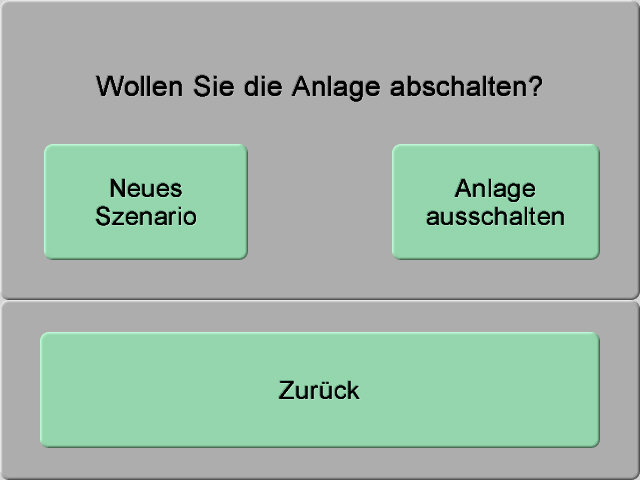 Wollen Sie die Anlage abschalten?
Neues
Szenario
Anlage
ausschalten
Zurück